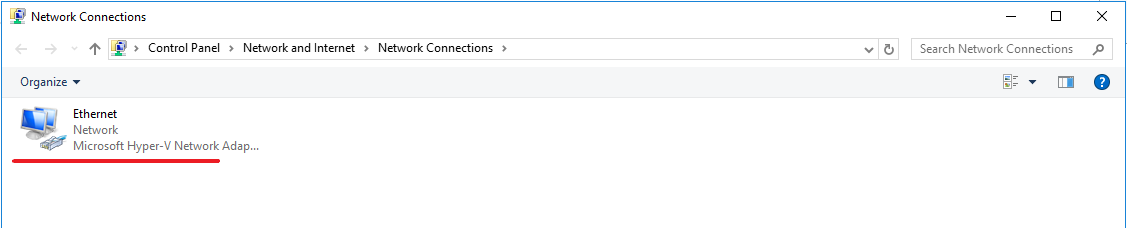 Network Connections
Control Panel > Network and Internet > Network Connections >
Search Network Connections
Organize
Ethernet
Network
Microsoft Hyper-V Network Adap...